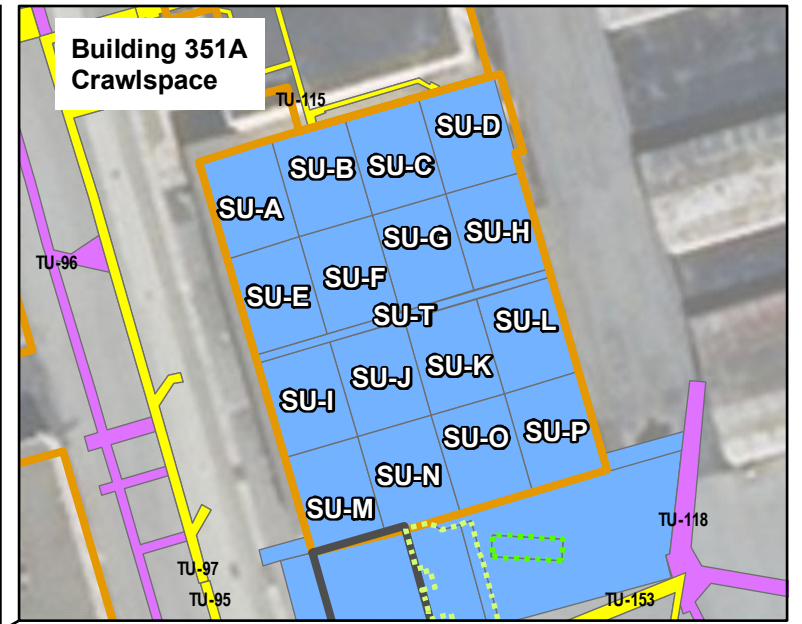 Building 351A
Crawlspace
TU-115
SU-D
SU-B
SU-C
SU-A
SU-G
SU-H
TU-96
SU-F
SU-E
SU-T
SU-L
SU-K
SU-J
SU-I
SU-P
SU-O
SU-N
SU-M
TU-118
TU-97
TU-95
TU-153